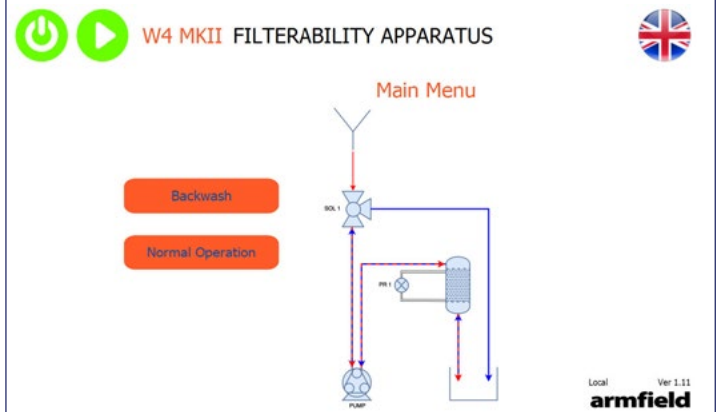 W4 MKII FILTERABILITY APPARATUS
Main Menu
Backwash
SOL 1
Normal Operation
PR 1
PUMP
Local Ver 1.11
armfield